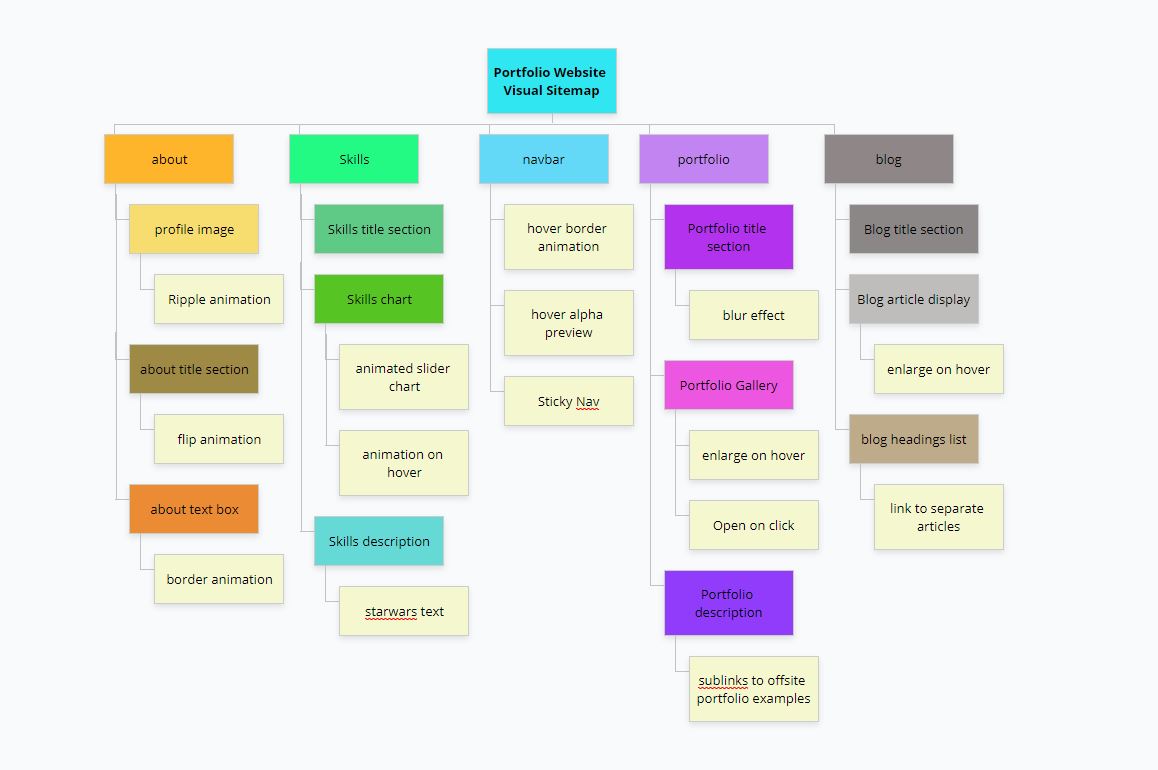 Portfolio Website
Visual Sitemap
about
Skills
navbar
portfolio
blog
profile image
Ripple animation
about title section
flip animation
about text box
border animation
Skills title section
Skills chart
animated slider
chart
animation on
hover
Skills description
starwars text
hover border
animation
hover alpha
preview
Sticky Nav
Portfolio title
section
blur effect
Portfolio Gallery
enlarge on hover
Open on click
Portfolio
description
sublinks to offsite
portfolio examples
Blog title section
Blog article display
enlarge on hover
blog headings list
link to separate
articles